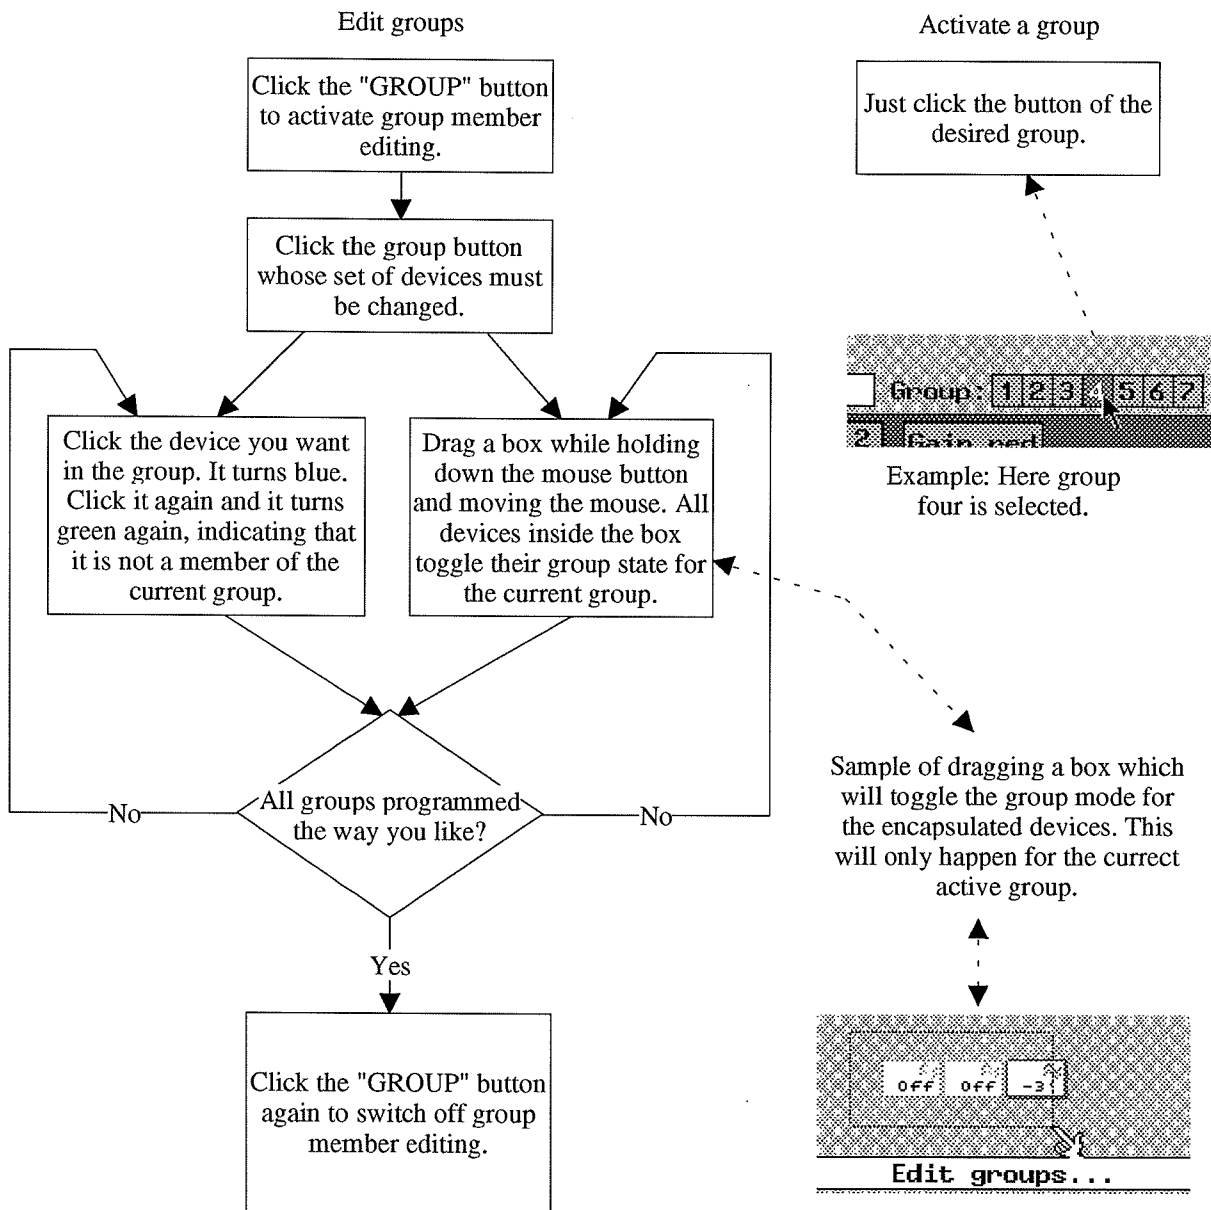 Edit groups
Click the "GROUP" button
to activate group member
editing.
Click the group button
whose set of devices must
be changed.
Click the device you want
in the group. It turns blue.
Click it again and it turns
green again, indicating that
it is not a member of the
current group.
Drag a box while holding
down the mouse button
and moving the mouse. All
devices inside the box
toggle their group state for
the current group.
All groups programmed
the way you like?
No
No
Yes
Click the "GROUP" button
again to switch off group
member editing.
Activate a group
Just click the button of the
desired group.
Group: 1 2 3 4 5 6 7
2 Gain red
Example: Here group
four is selected.
Sample of dragging a box which
will toggle the group mode for
the encapsulated devices. This
will only happen for the currect
active group.
Off Off -3
Edit groups...